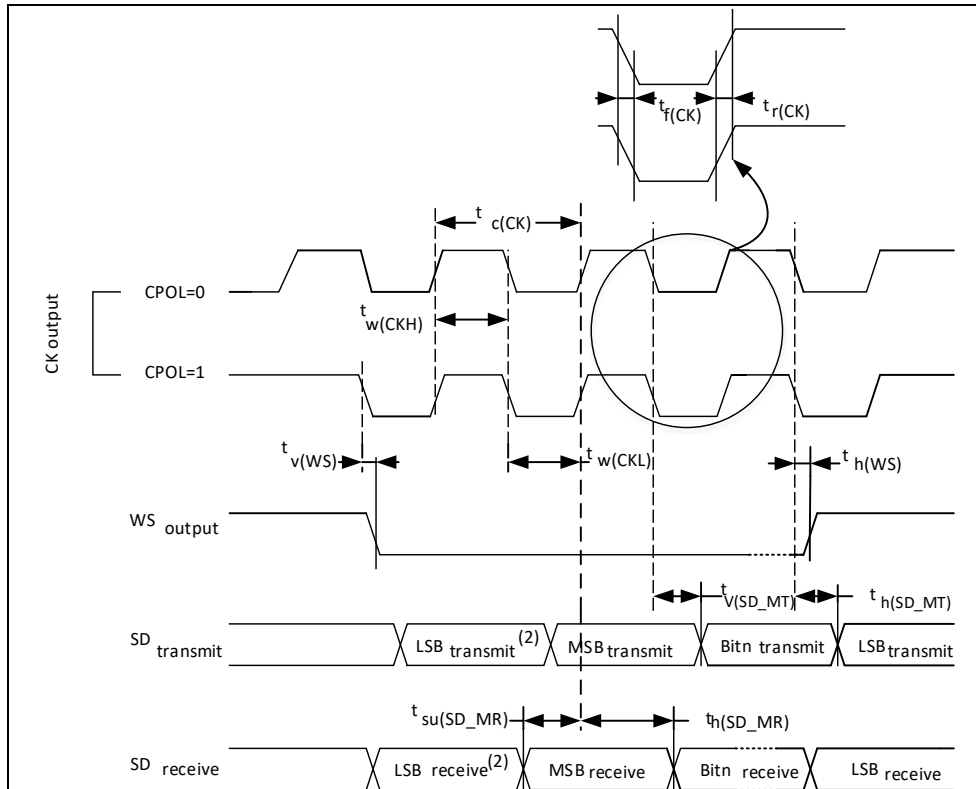 tf(CK)
tr(CK)
tc(CK)
CK output
CPOL=0
tw(CKH)
CPOL=1
tv(WS)
tw(CKL)
th(WS)
WS output
tV(SD_MT)
th(SD_MT)
SD transmit
LSB transmit(2)
MSB transmit
Bitn transmit
LSB transmit
tsu(SD_MR)
th(SD_MR)
SD receive
LSB receive(2)
MSB receive
Bitn receive
LSB receive